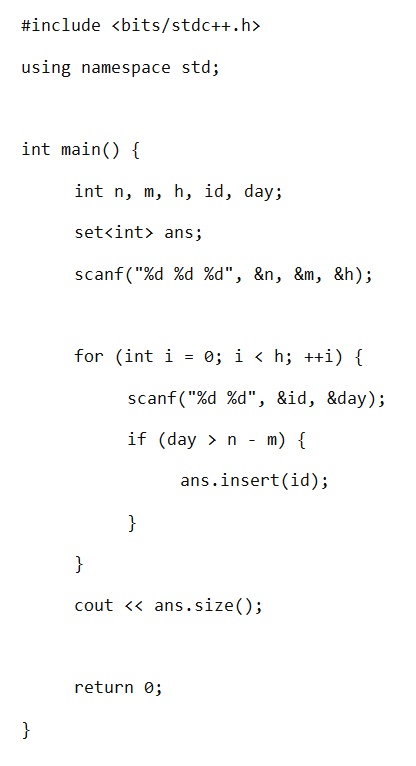 #include <bits/stdc++.h>
using namespace std;
int main() {
int n, m, h, id, day;
set<int> ans;
scanf("%d %d %d", &n, &m, &h);
for (int i = 0; i < h; ++i) {
scanf("%d %d", &id, &day);
if (day > n - m) {
ans.insert(id);
}
}
cout << ans.size();
return 0;
}